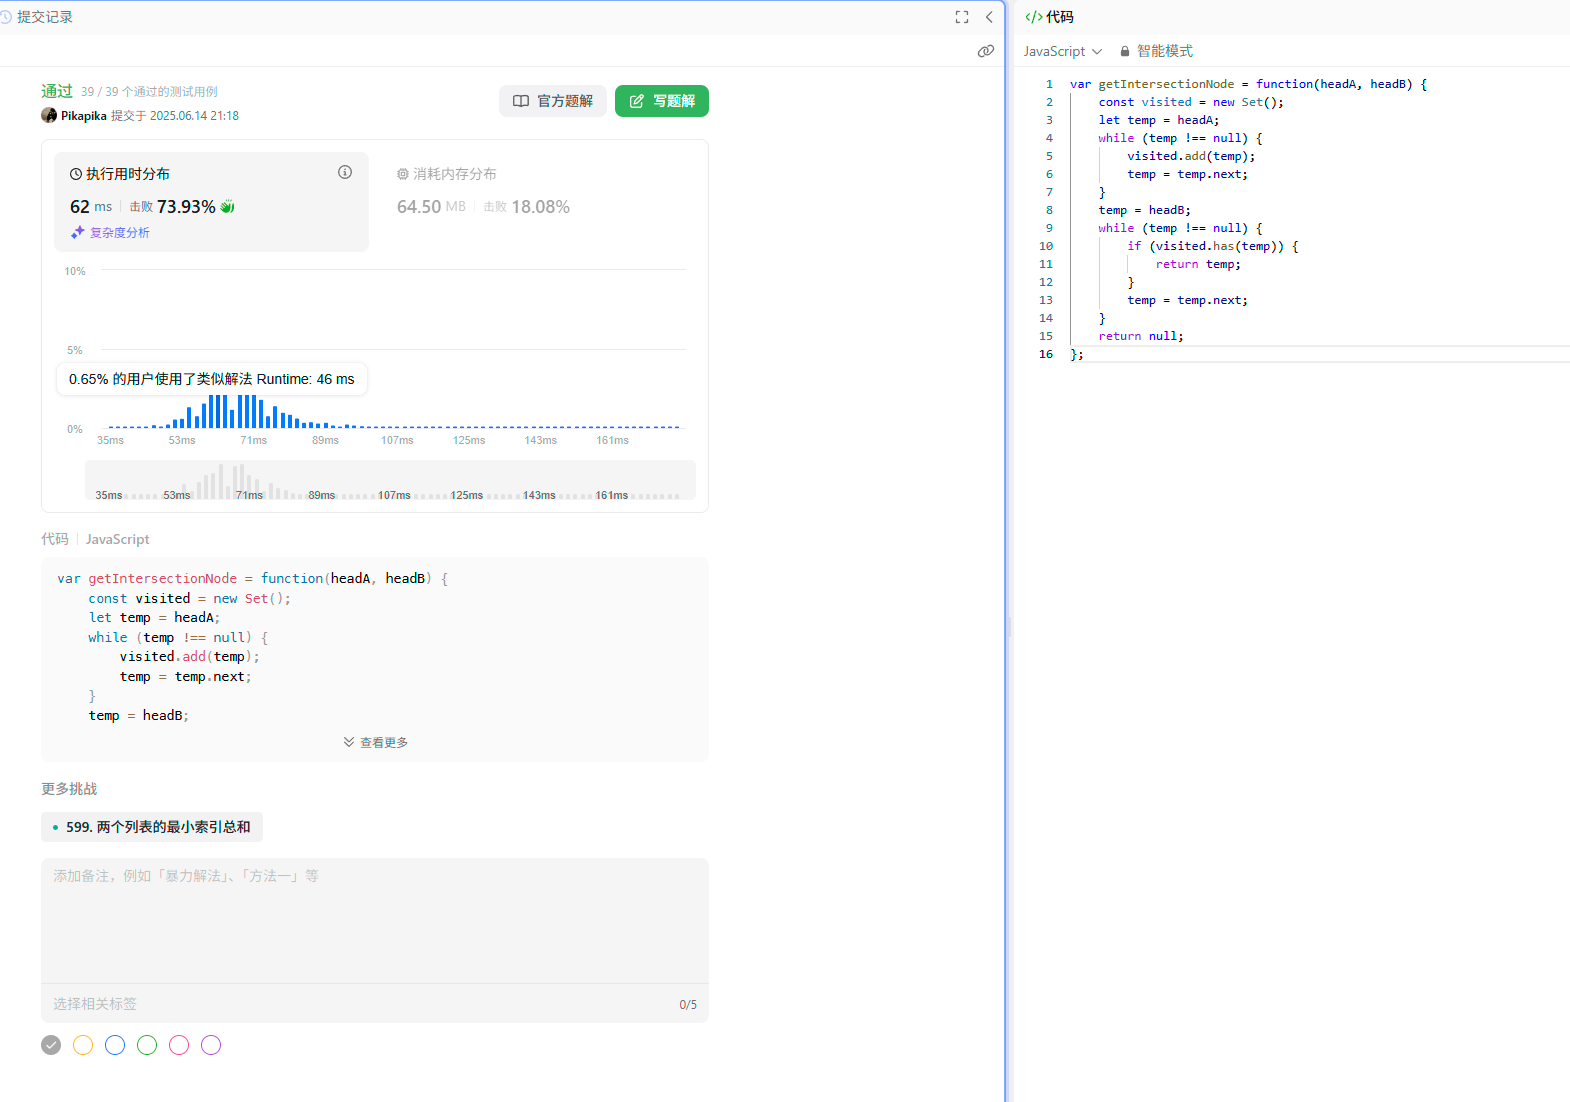 提交记录
通过 39 / 39 个通过的测试用例
Pikapika 提交于 2025.06.14 21:18
官方题解
写题解
执行用时分布
62 ms 击败 73.93%
复杂度分析
消耗内存分布
64.50 MB 击败 18.08%
10%
5%
0.65% 的用户使用了类似解法 Runtime: 46 ms
0%
35ms 53ms 71ms 89ms 107ms 125ms 143ms 161ms
35ms 53ms 71ms 89ms 107ms 125ms 143ms 161ms
代码 JavaScript
var getIntersectionNode = function(headA, headB) {
    const visited = new Set();
    let temp = headA;
    while (temp !== null) {
        visited.add(temp);
        temp = temp.next;
    }
    temp = headB;
查看更多
更多挑战
599. 两个列表的最小索引总和
添加备注，例如「暴力解法」、「方法一」等
选择相关标签 0/5
</> 代码
JavaScript 智能模式
1 var getIntersectionNode = function(headA, headB) {
2     const visited = new Set();
3     let temp = headA;
4     while (temp !== null) {
5         visited.add(temp);
6         temp = temp.next;
7     }
8     temp = headB;
9     while (temp !== null) {
10         if (visited.has(temp)) {
11             return temp;
12         }
13         temp = temp.next;
14     }
15     return null;
16 };